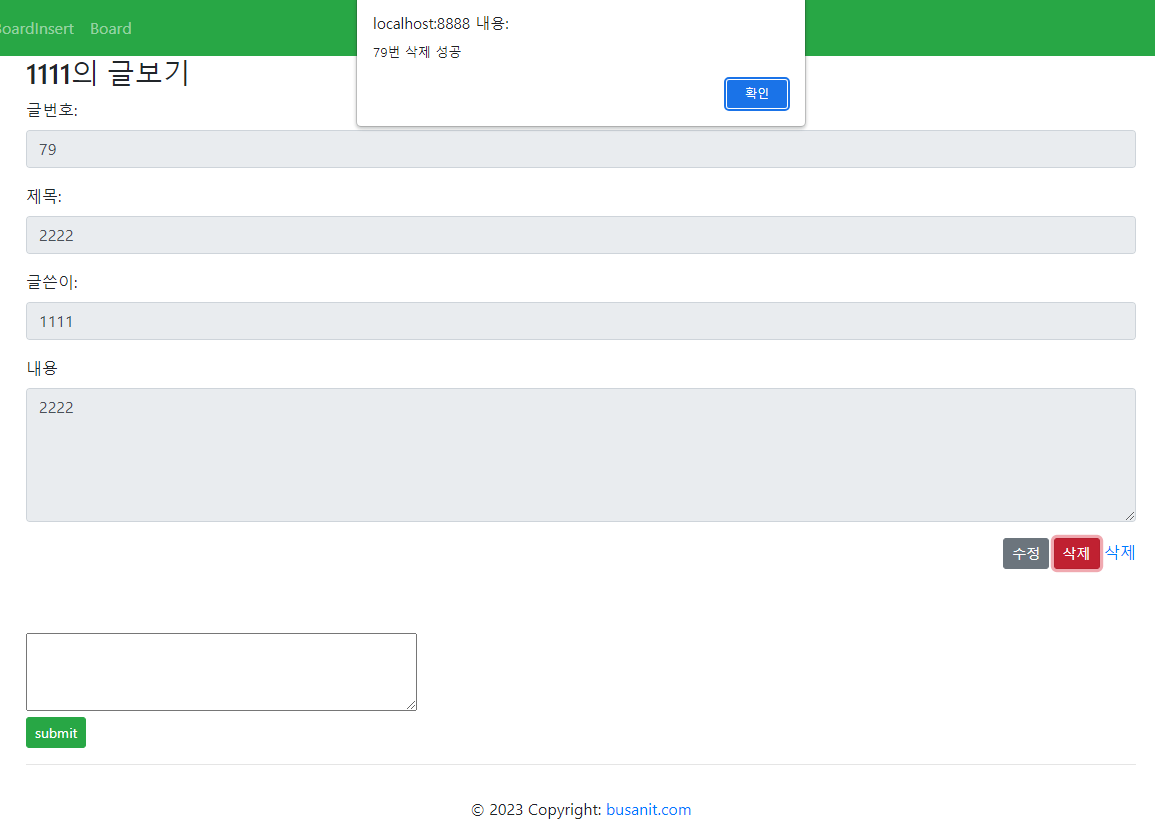 BoardInsert Board
localhost:8888 내용:
79번 삭제 성공
확인
1111의 글보기
글번호:
79
제목:
2222
글쓴이:
1111
내용
2222
수정 삭제 삭제
submit
© 2023 Copyright: busanit.com